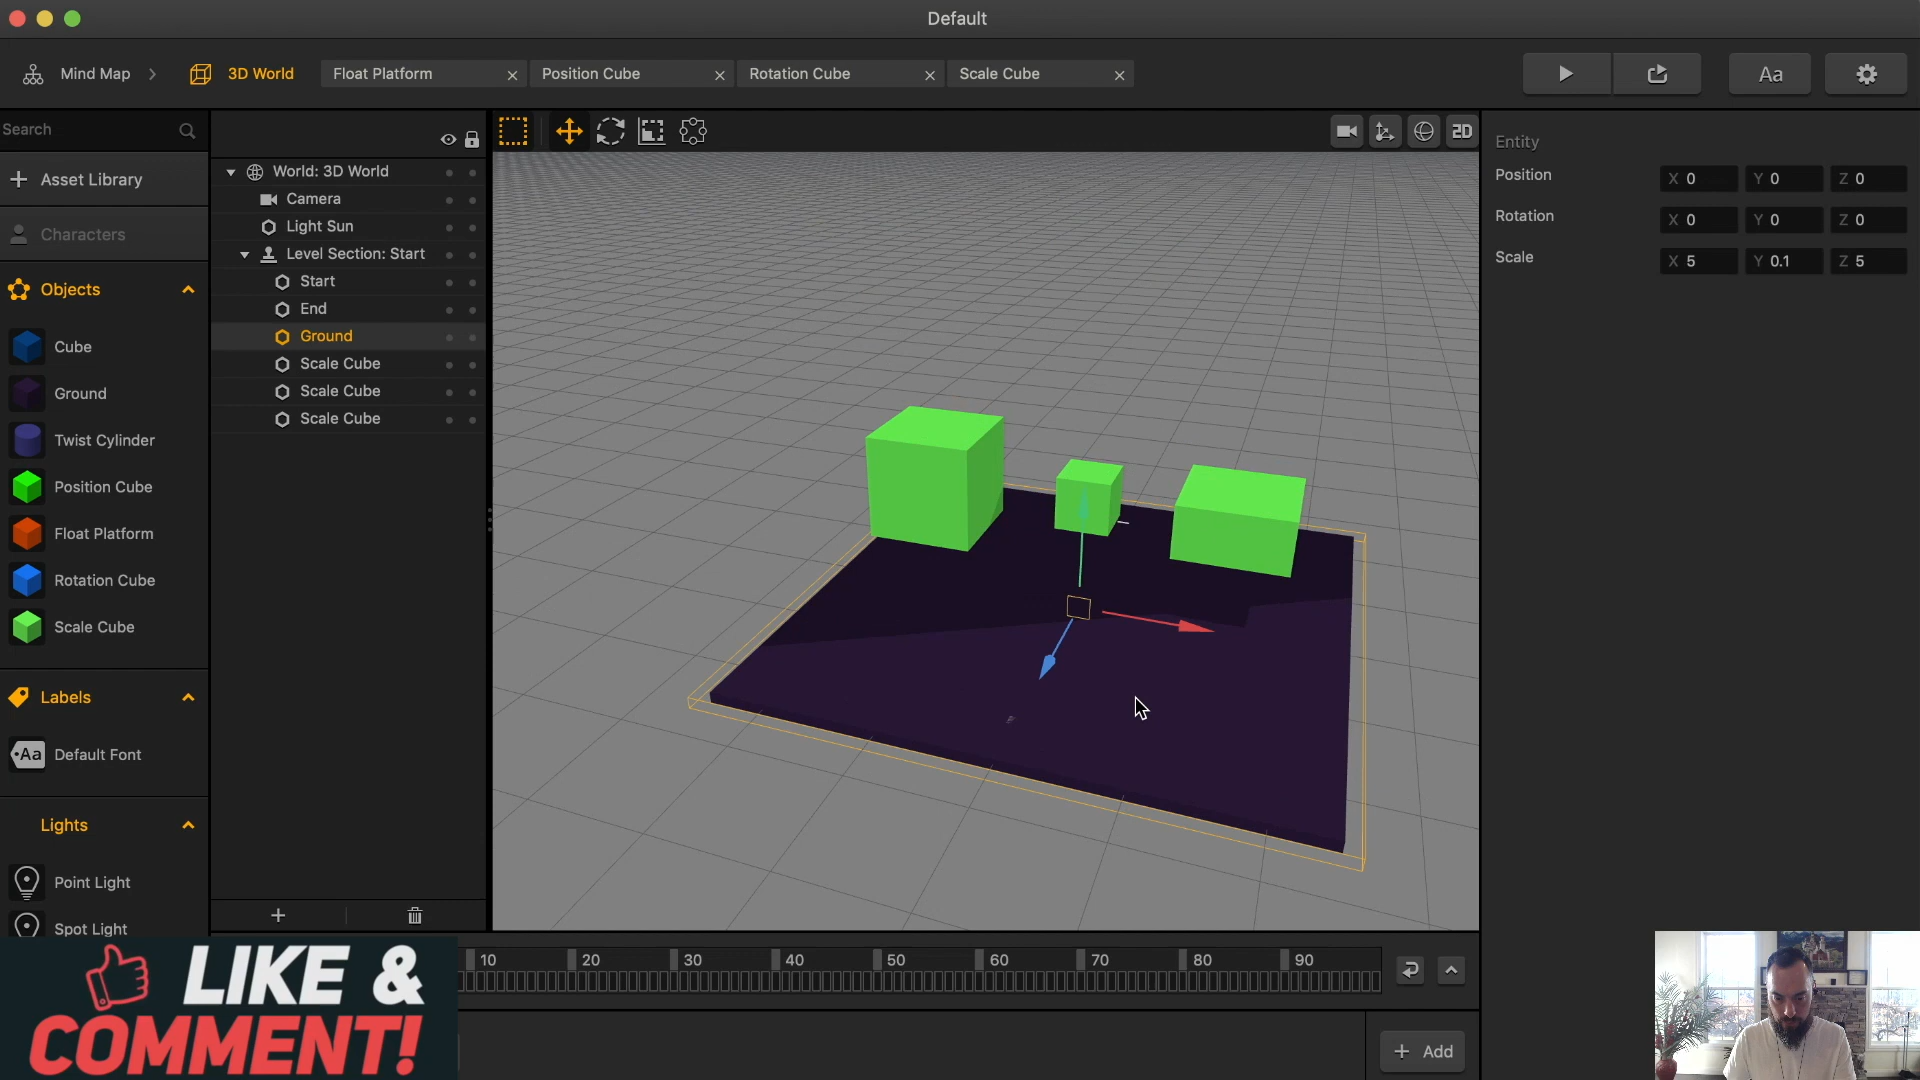 Default
Mind Map
3D World
Float Platform
Position Cube
Rotation Cube
Scale Cube
Aa
Search
Asset Library
Characters
Objects
Cube
Ground
Twist Cylinder
Position Cube
Float Platform
Rotation Cube
Scale Cube
Labels
Aa
Default Font
Lights
Point Light
Spot Light
World: 3D World
Camera
Light Sun
Level Section: Start
Start
End
Ground
Scale Cube
Scale Cube
Scale Cube
2D
Entity
Position X 0 Y 0 Z 0
Rotation X 0 Y 0 Z 0
Scale X 5 Y 0.1 Z 5
10 20 30 40 50 60 70 80 90
+ Add
LIKE &
COMMENT!